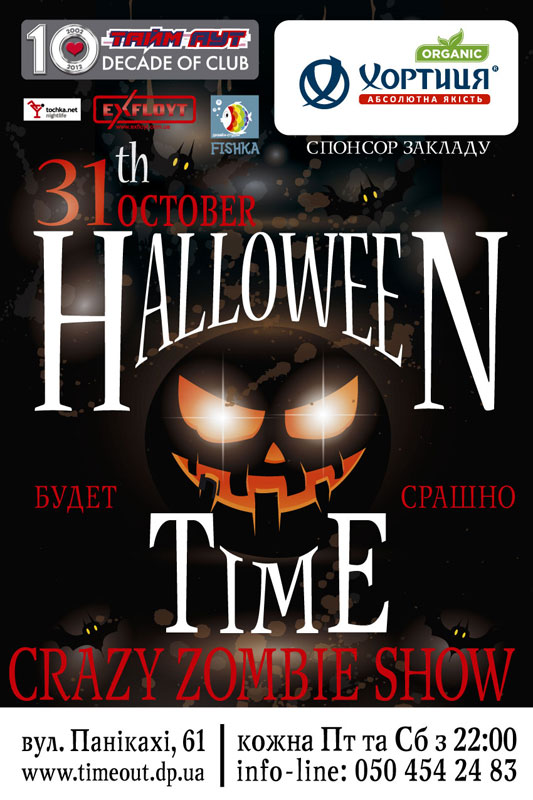 10
2002
2012
ТАЙМ АУТ
DECADE OF CLUB
ORGANIC
Хортиця®
АБСОЛЮТНА ЯКІСТЬ
tochka.net
nightlife
EXFLOYT
FISHKA
СПОНСОР ЗАКЛАДУ
31th
OCTOBER
HALLOWEEN
БУДЕТ
СРАШНО
TIME
CRAZY ZOMBIE SHOW
вул. Панікахі, 61
www.timeout.dp.ua
кожна Пт та Сб з 22:00
info-line: 050 454 24 83